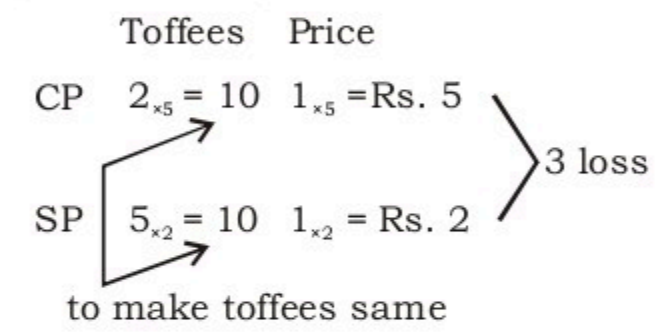 Toffees Price
CP 2×5 = 10 1×5 =Rs. 5
3 loss
SP 5×2 = 10 1×2 = Rs. 2
to make toffees same